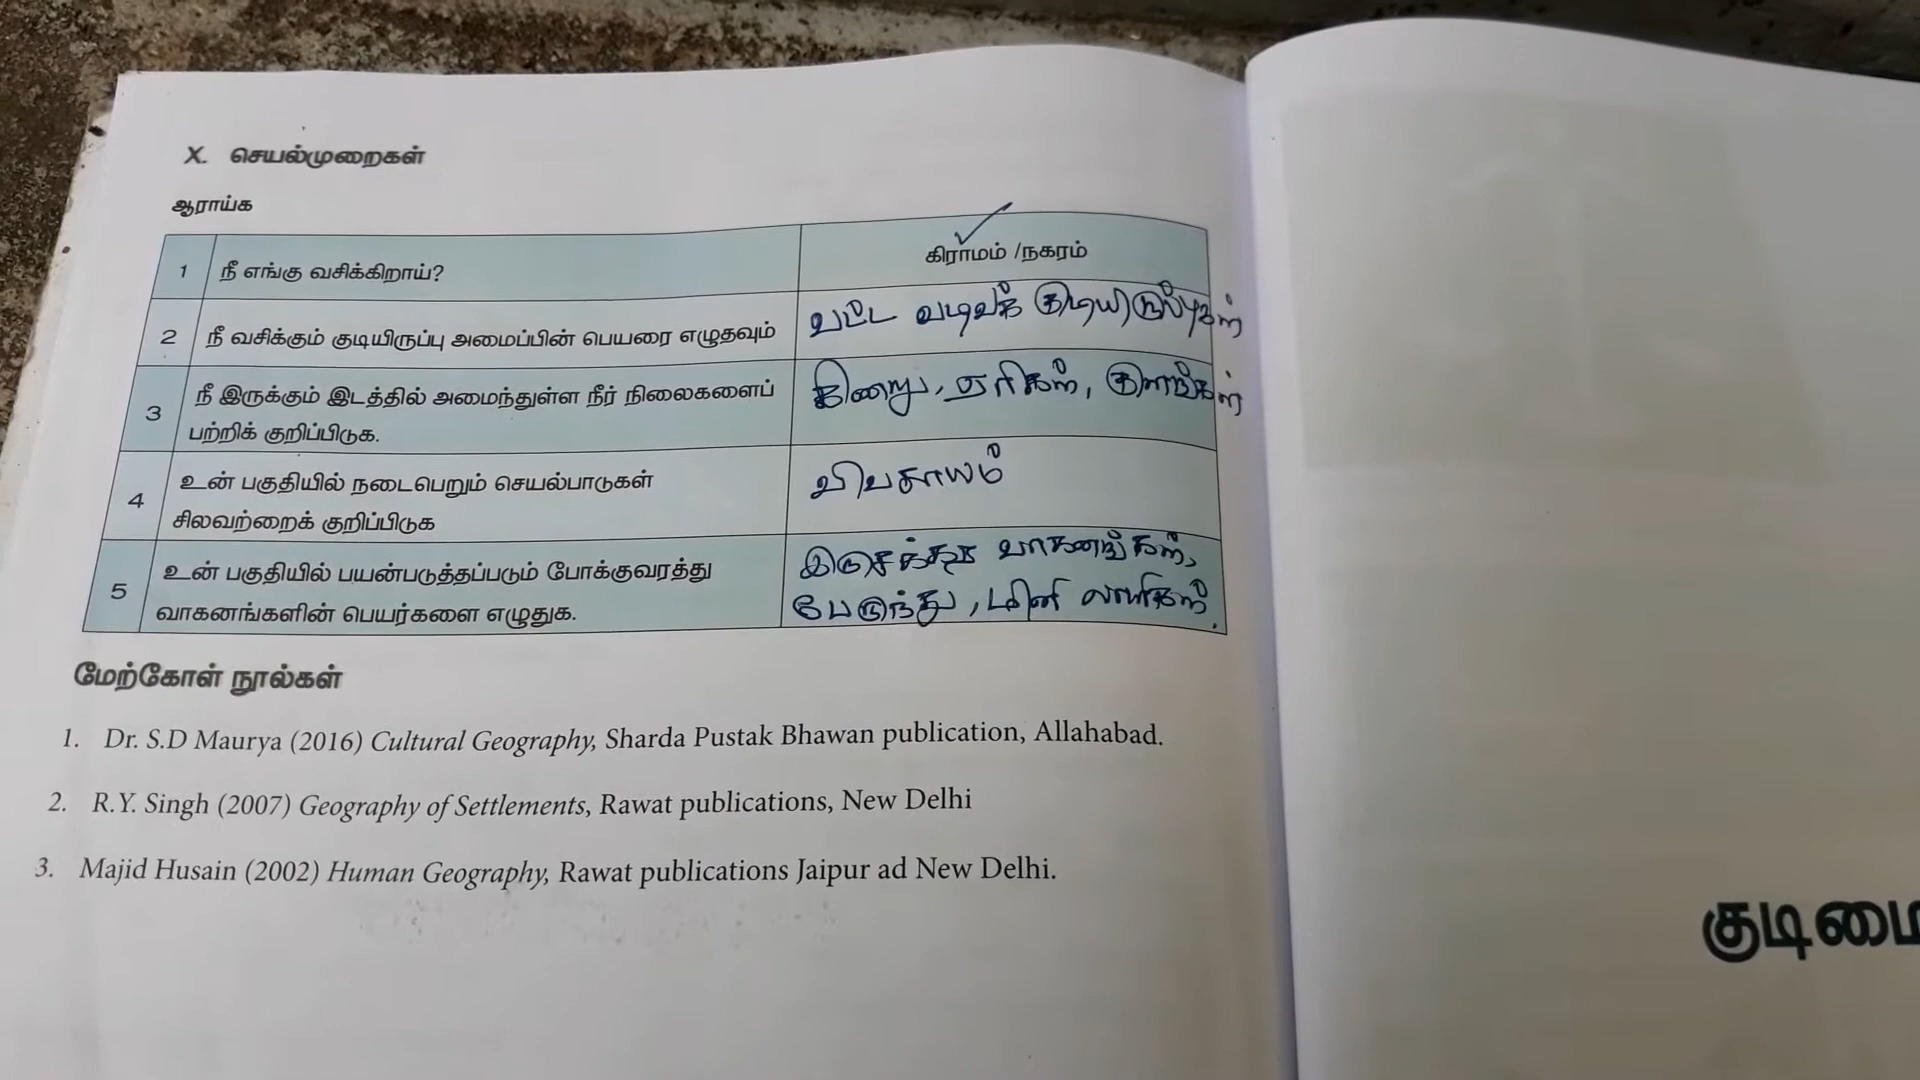 X. செயல்முறைகள்
ஆராய்க
1 நீ எங்கு வசிக்கிறாய்? கிராமம் /நகரம்
2 நீ வசிக்கும் குடியிருப்பு அமைப்பின் பெயரை எழுதவும் வட்ட வடிவக் குடியிருப்புகள்
3 நீ இருக்கும் இடத்தில் அமைந்துள்ள நீர் நிலைகளைப் கிணறு, ஏரிகள், குளங்கள்
பற்றிக் குறிப்பிடுக.
4 உன் பகுதியில் நடைபெறும் செயல்பாடுகள் விவசாயம்
சிலவற்றைக் குறிப்பிடுக
5 உன் பகுதியில் பயன்படுத்தப்படும் போக்குவரத்து இருசக்கர வாகனங்கள்,
வாகனங்களின் பெயர்களை எழுதுக. பேருந்து, மினி லாரிகள்.
மேற்கோள் நூல்கள்
1. Dr. S.D Maurya (2016) Cultural Geography, Sharda Pustak Bhawan publication, Allahabad.
2. R.Y. Singh (2007) Geography of Settlements, Rawat publications, New Delhi
3. Majid Husain (2002) Human Geography, Rawat publications Jaipur ad New Delhi.
குடிமை